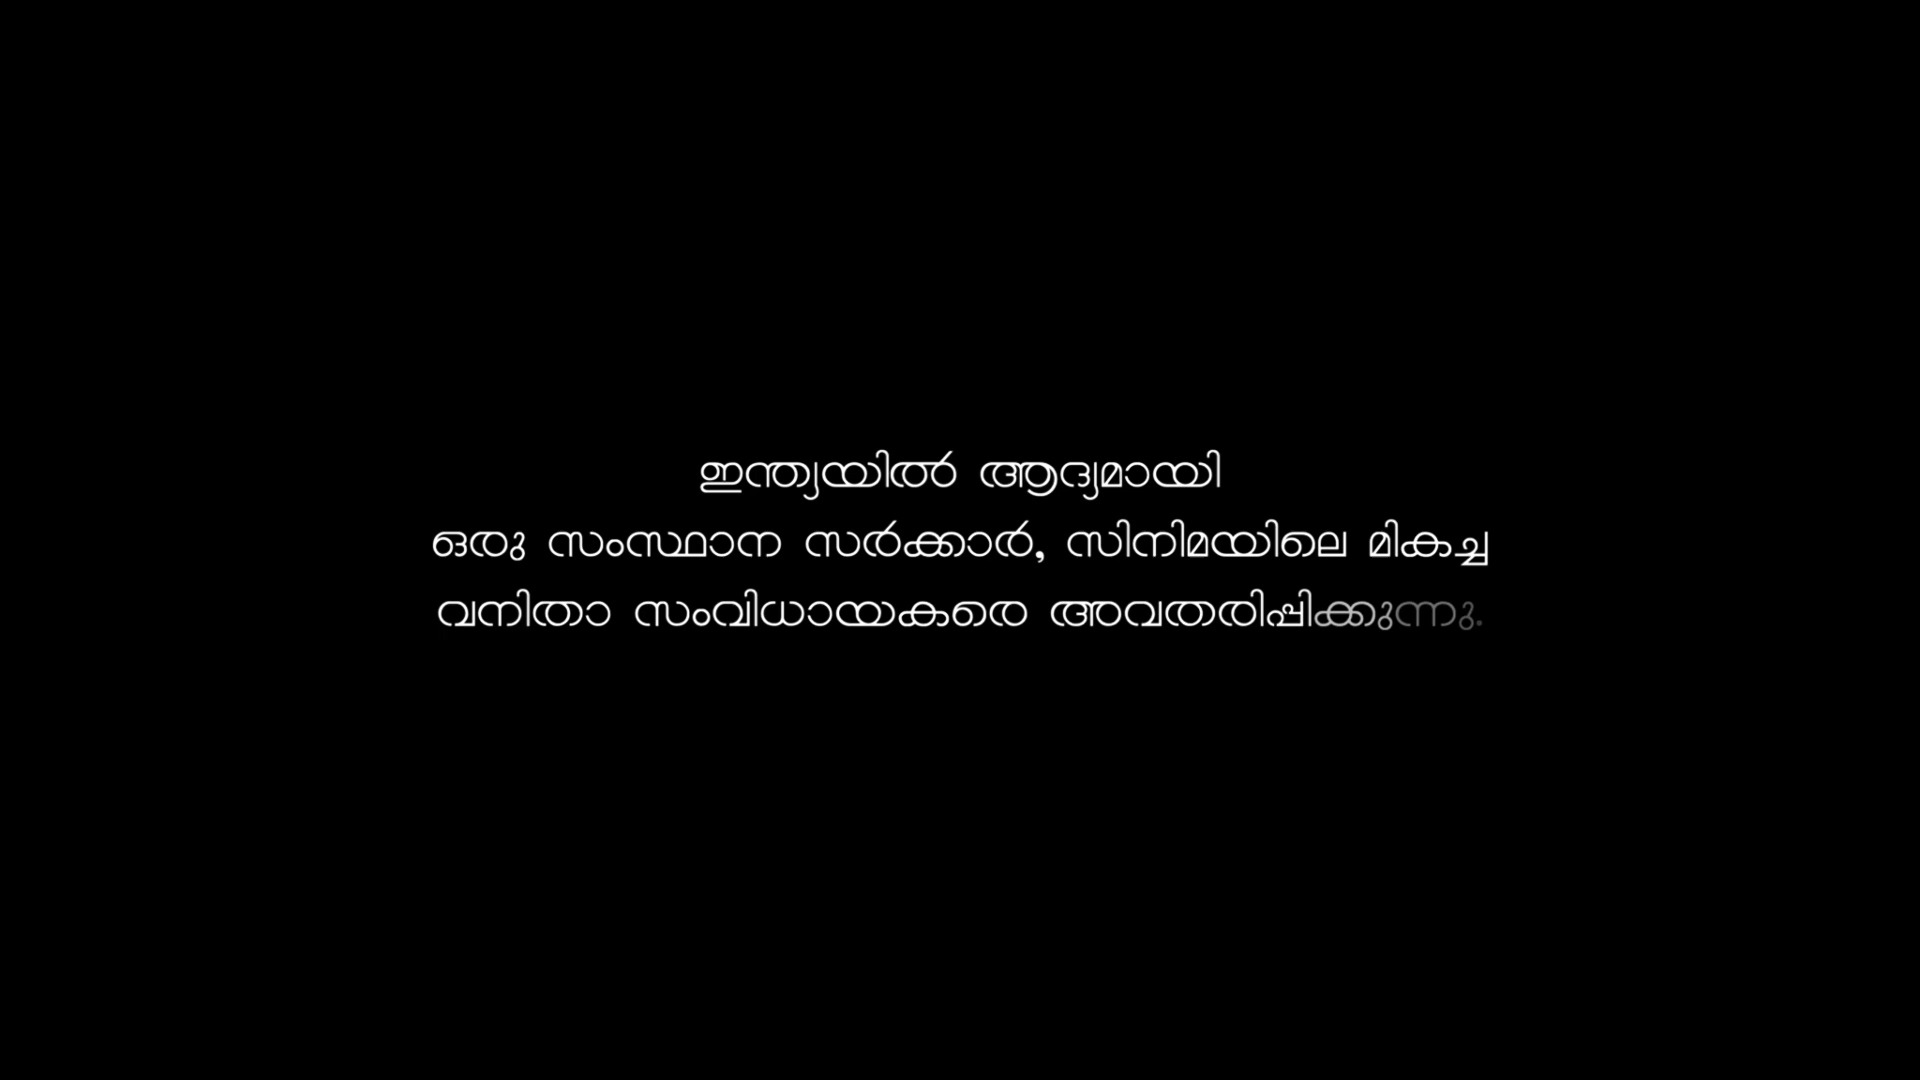 ഇന്ത്യയിൽ ആദ്യമായി
ഒരു സംസ്ഥാന സർക്കാർ, സിനിമയിലെ മികച്ച
വനിതാ സംവിധായകരെ അവതരിപ്പിക്കുന്നു.